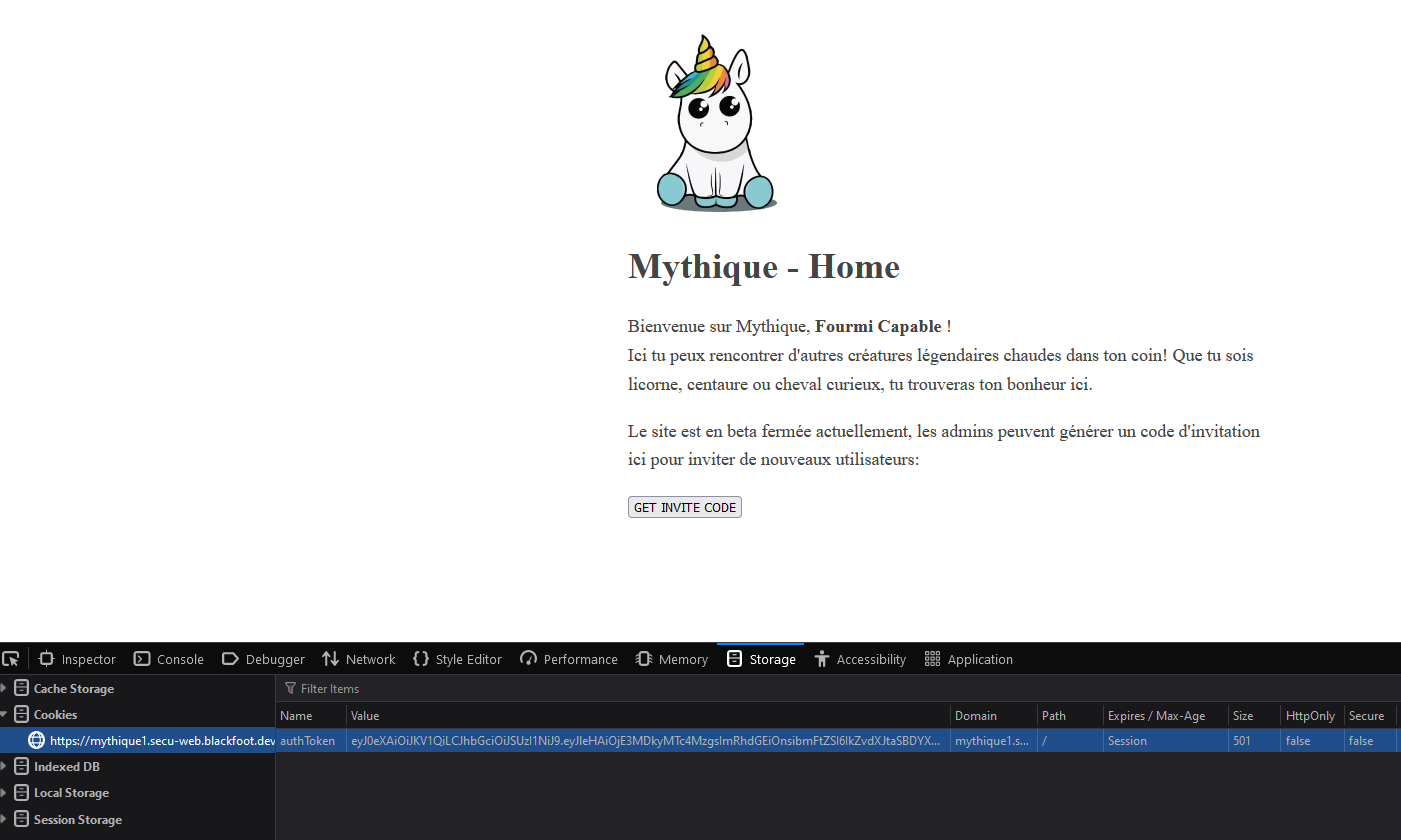 Mythique - Home
Bienvenue sur Mythique, Fourmi Capable !
Ici tu peux rencontrer d'autres créatures légendaires chaudes dans ton coin! Que tu sois
licorne, centaure ou cheval curieux, tu trouveras ton bonheur ici.
Le site est en beta fermée actuellement, les admins peuvent générer un code d'invitation
ici pour inviter de nouveaux utilisateurs:
GET INVITE CODE
Inspector Console Debugger Network Style Editor Performance Memory Storage Accessibility Application
Cache Storage Filter Items
Cookies Name Value Domain Path Expires / Max-Age Size HttpOnly Secure
https://mythique1.secu-web.blackfoot.dev authToken eyJ0eXAiOiJKV1QiLCJhbGciOiJSUzI1NiJ9.eyJleHAiOjE3MDkyMTc4MzgsImRhdGEiOnsibmFtZSI6IkZvdXJtaSBDYX... mythique1.s... / Session 501 false false
Indexed DB
Local Storage
Session Storage